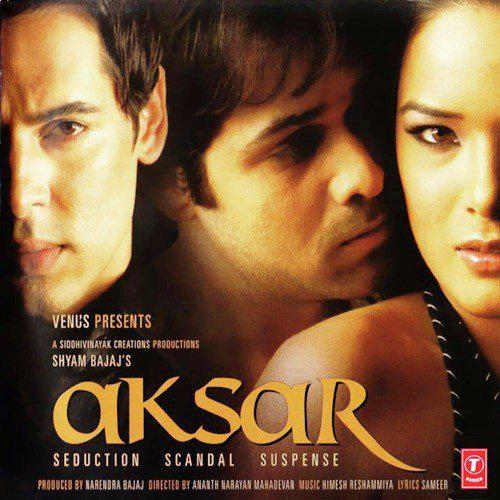 VENUS PRESENTS
A SIDDHIVINAYAK CREATIONS PRODUCTIONS
SHYAM BAJAJ'S
aksar
SEDUCTION SCANDAL SUSPENSE
PRODUCED BY NARENDRA BAJAJ DIRECTED BY ANANTH NARAYAN MAHADEVAN MUSIC HIMESH RESHAMMIYA LYRICS SAMEER
T
T-SERIES